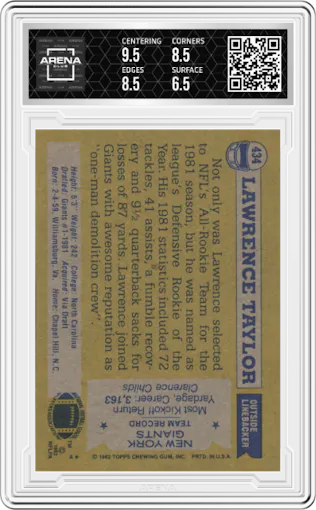 ARENA
CLUB
CENTERING
9.5
CORNERS
8.5
EDGES
8.5
SURFACE
6.5
434
LAWRENCE TAYLOR
OUTSIDE
LINEBACKER
Not only was Lawrence selected
to NFL's All-Rookie Team for the
1981 season, but he was named as
league's Defensive Rookie of the
Year. His 1981 statistics included 72
tackles, 41 assists, a fumble recov-
ery and 9½ quarterback sacks for
losses of 87 yards. Lawrence joined
Giants with awesome reputation as
"one-man demolition crew".
Height: 6'3" Weight: 242 College: North Carolina
Drafted: Giants #1-1981 Acquired: Via Draft
Born: 2-4-59, Williamsburg, Va. Home: Chapel Hill, N.C.
NEW YORK
GIANTS
TEAM RECORD
Most Kickoff Return
Yardage, Career: 3,163
Clarence Childs
© 1982 TOPPS CHEWING GUM, INC. PRTD. IN U.S.A.
ARENA